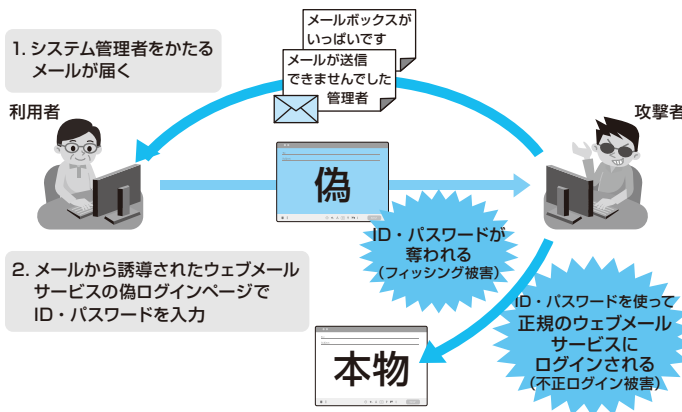 1. システム管理者をかたる
メールが届く
メールボックスが
いっぱいです
メールが送信
できませんでした
管理者
利用者
攻撃者
偽
ID・パスワードが
奪われる
(フィッシング被害)
2. メールから誘導されたウェブメール
サービスの偽ログインページで
ID・パスワードを入力
本物
ID・パスワードを使って
正規のウェブメール
サービスに
ログインされる
(不正ログイン被害)